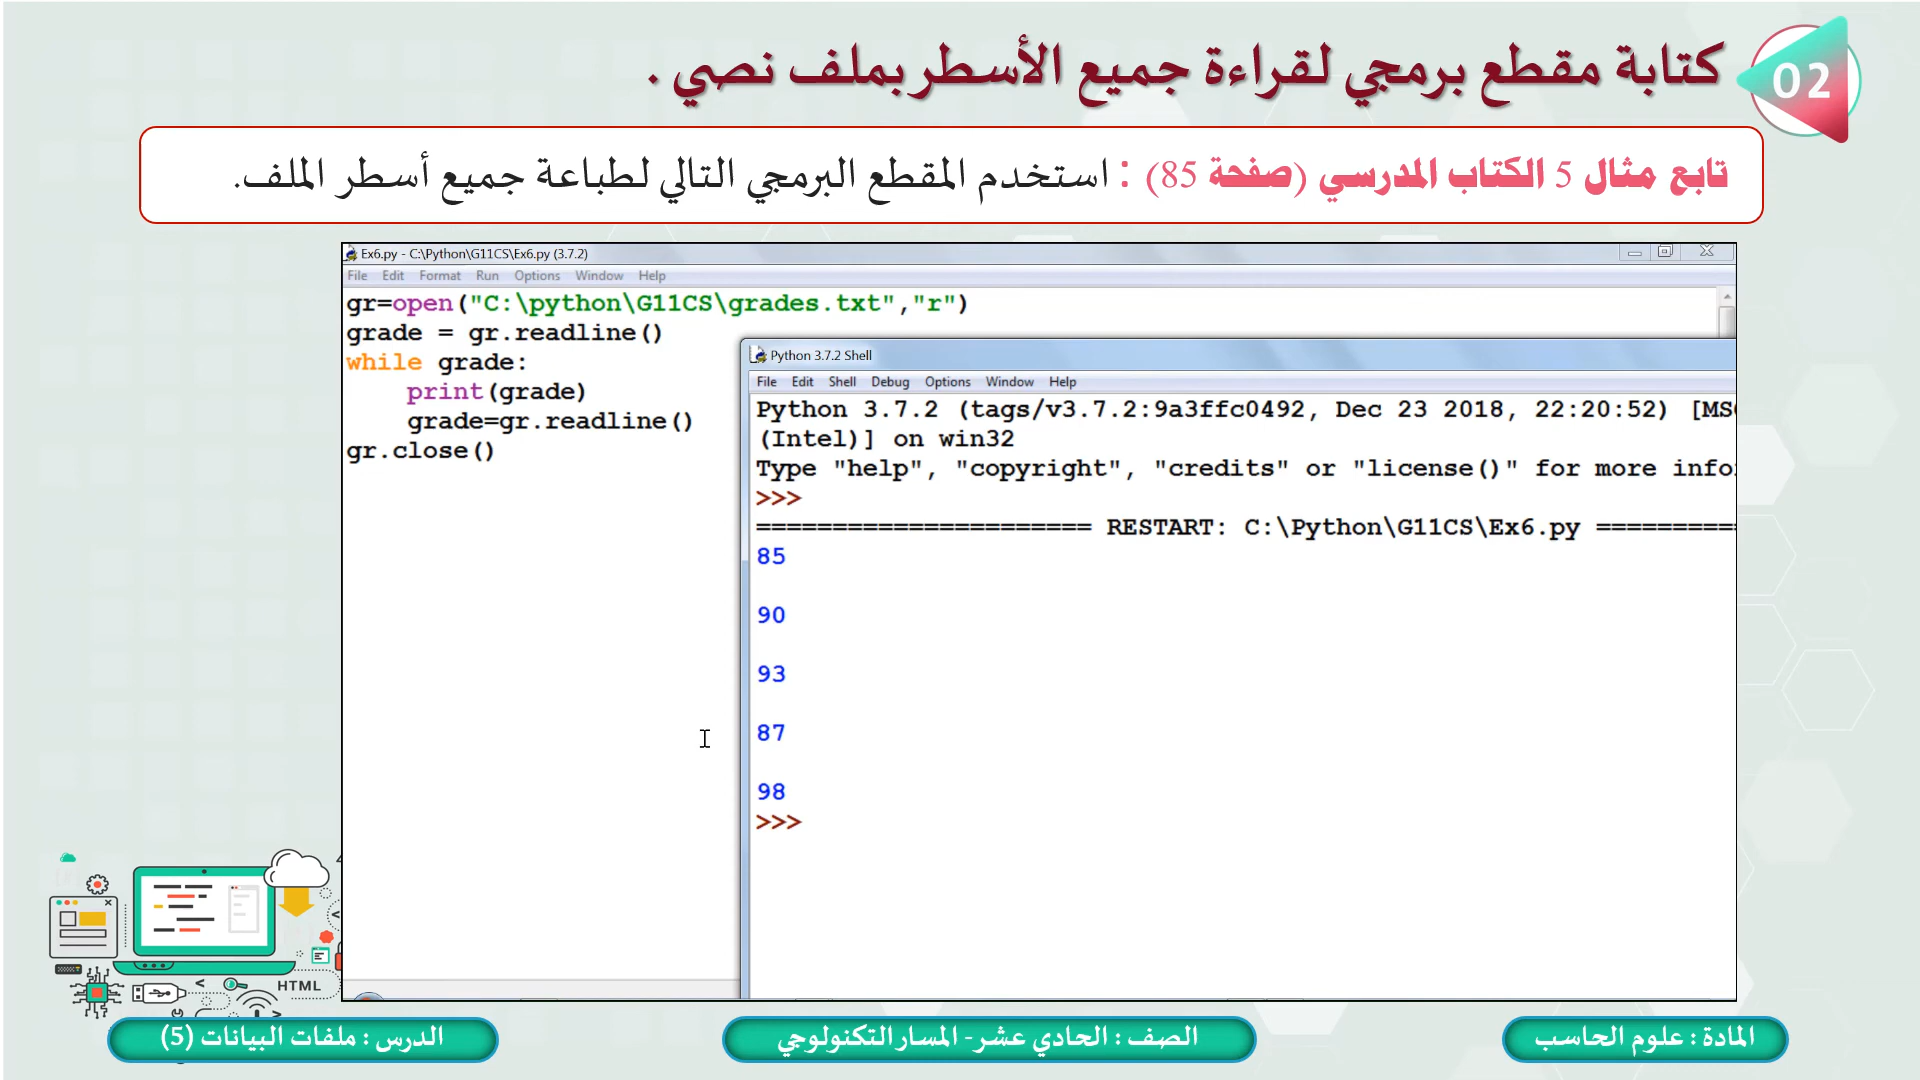 02
كتابة مقطع برمجي لقراءة جميع الأسطر بملف نصي .
تابع مثال 5 الكتاب المدرسي (صفحة 85) : استخدم المقطع البرمجي التالي لطباعة جميع أسطر الملف.
Ex6.py - C:\Python\G11CS\Ex6.py (3.7.2)
File Edit Format Run Options Window Help
gr=open("C:\python\G11CS\grades.txt","r")
grade = gr.readline()
while grade:
    print(grade)
    grade=gr.readline()
gr.close()
Python 3.7.2 Shell
File Edit Shell Debug Options Window Help
Python 3.7.2 (tags/v3.7.2:9a3ffc0492, Dec 23 2018, 22:20:52) [MS
(Intel)] on win32
Type "help", "copyright", "credits" or "license()" for more info
>>>
====================== RESTART: C:\Python\G11CS\Ex6.py ==========
85
90
93
87
98
>>>
HTML
المادة : علوم الحاسب
الصف : الحادي عشر- المسار التكنولوجي
الدرس : ملفات البيانات (5)